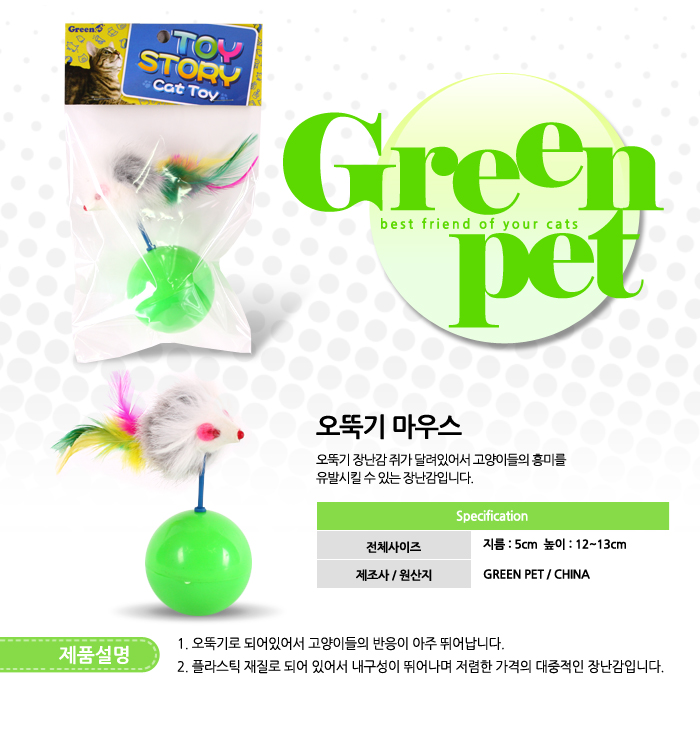 Green
TOY
STORY
Cat Toy
Green
best friend of your cats
pet
오뚝기 마우스
오뚝기 장난감 쥐가 달려있어서 고양이들의 흥미를
유발시킬 수 있는 장난감입니다.
Specification
전체사이즈 지름 : 5cm 높이 : 12~13cm
제조사 / 원산지 GREEN PET / CHINA
제품설명
1. 오뚝기로 되어있어서 고양이들의 반응이 아주 뛰어납니다.
2. 플라스틱 재질로 되어 있어서 내구성이 뛰어나며 저렴한 가격의 대중적인 장난감입니다.